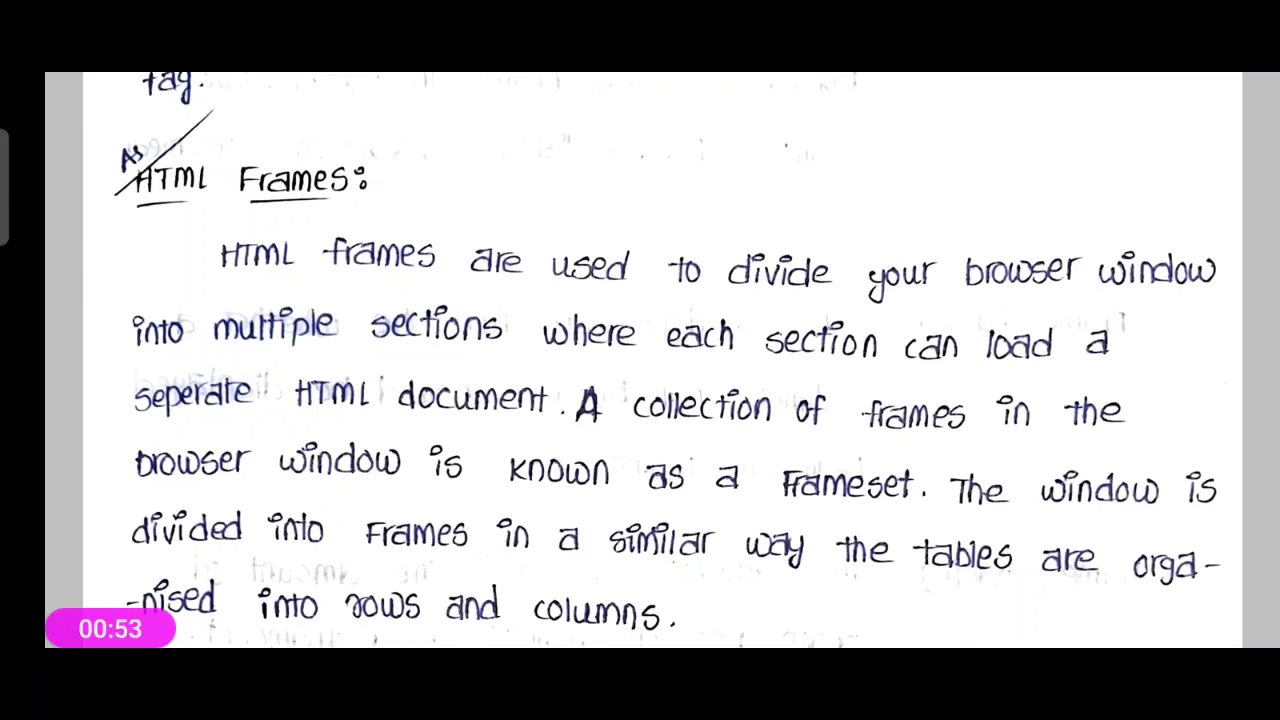 tag.
As
HTML Frames:
HTML frames are used to divide your browser window
into multiple sections where each section can load a
seperate HTML document. A collection of frames in the
browser window is known as a Frameset. The window is
divided into Frames in a similar way the tables are orga-
-nised into rows and columns.
00:53